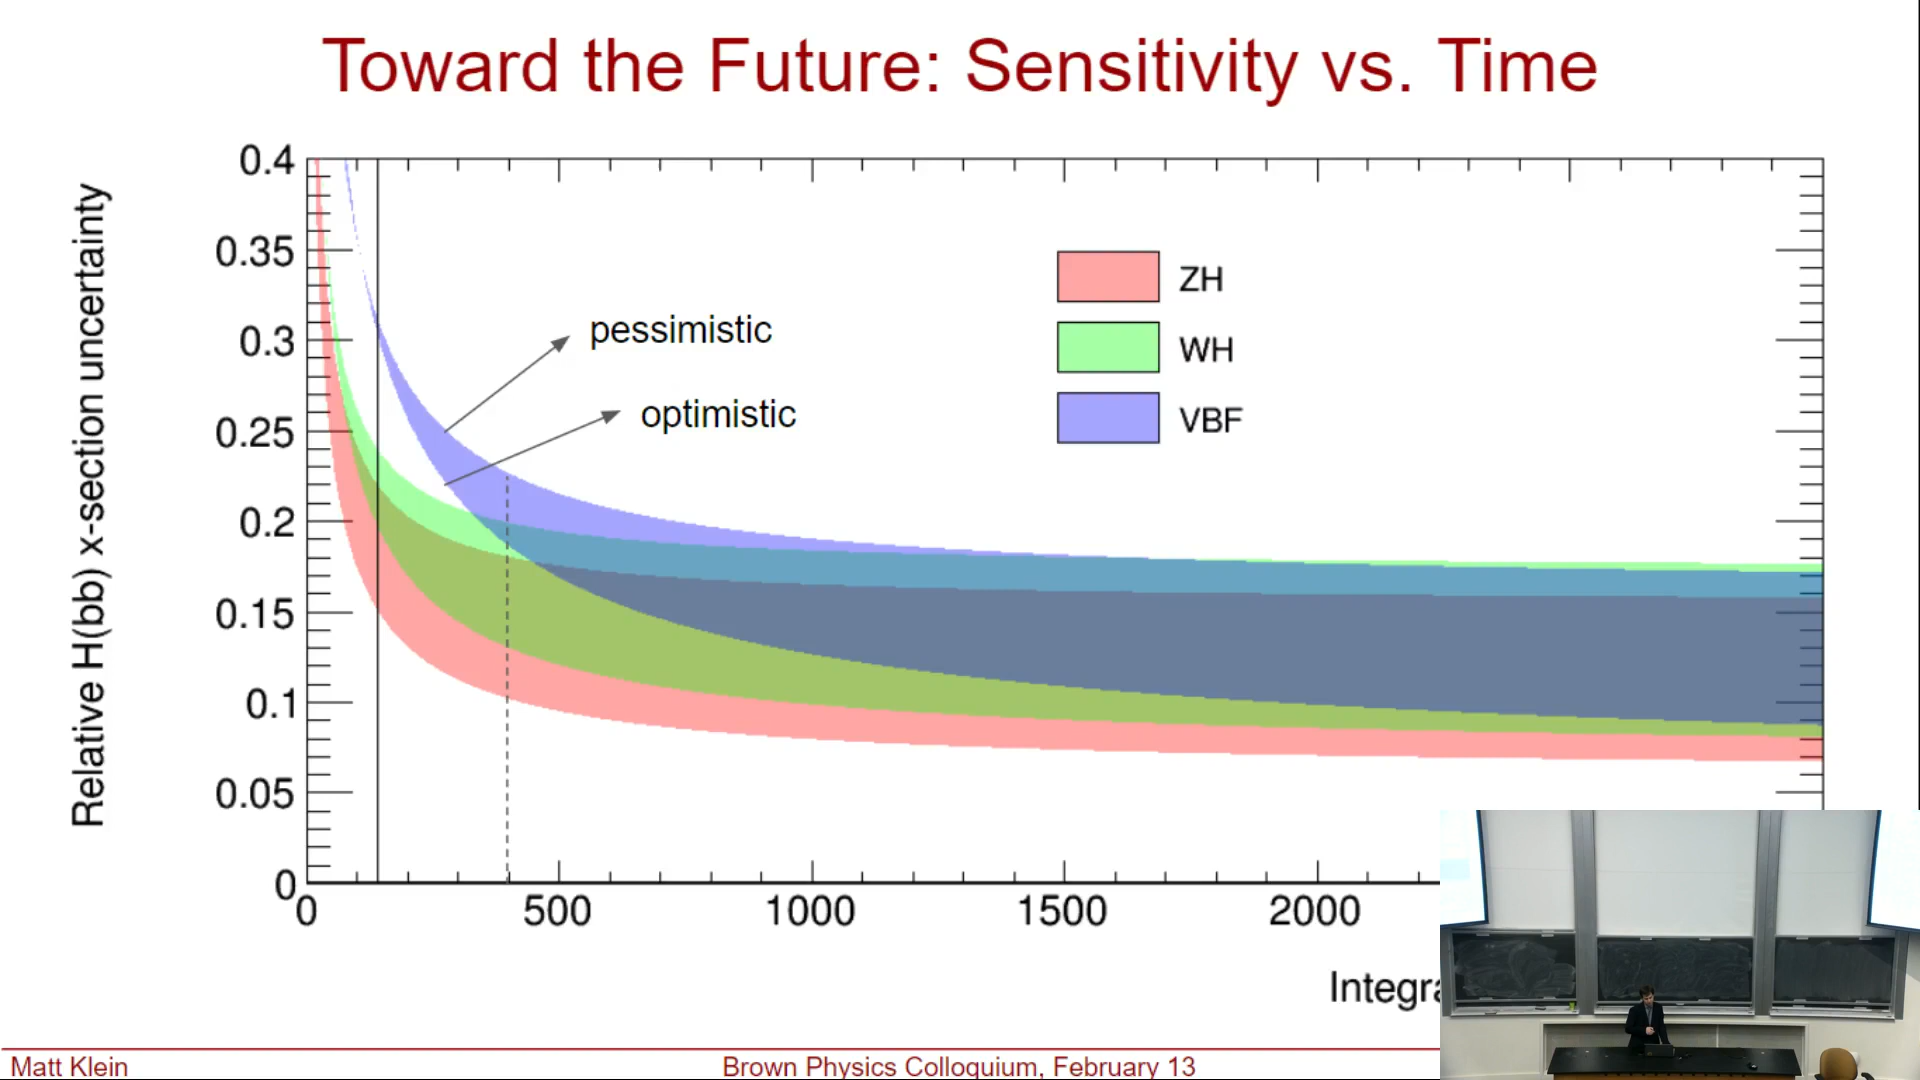 Toward the Future: Sensitivity vs. Time
Relative H(bb) x-section uncertainty
0.4
0.35
0.3
0.25
0.2
0.15
0.1
0.05
0
pessimistic
optimistic
ZH
WH
VBF
0 500 1000 1500 2000
Matt Klein
Brown Physics Colloquium, February 13